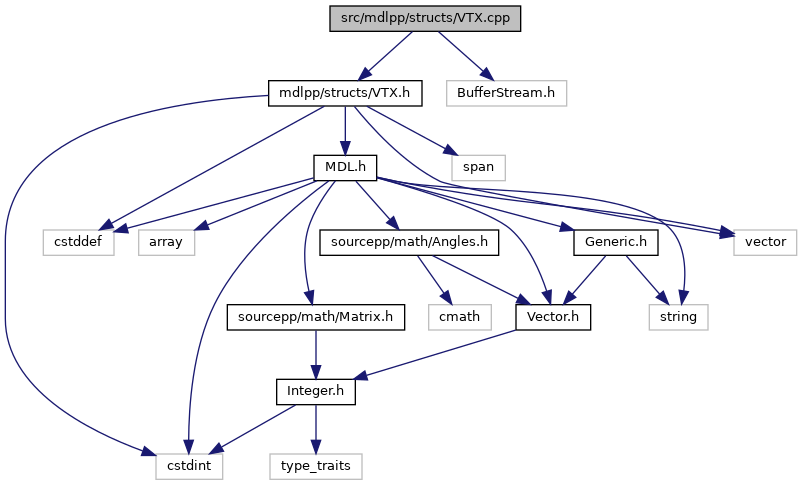 src/mdlpp/structs/VTX.cpp
mdlpp/structs/VTX.h
BufferStream.h
MDL.h
span
cstddef
array
sourcepp/math/Angles.h
Generic.h
vector
sourcepp/math/Matrix.h
cmath
Vector.h
string
Integer.h
cstdint
type_traits